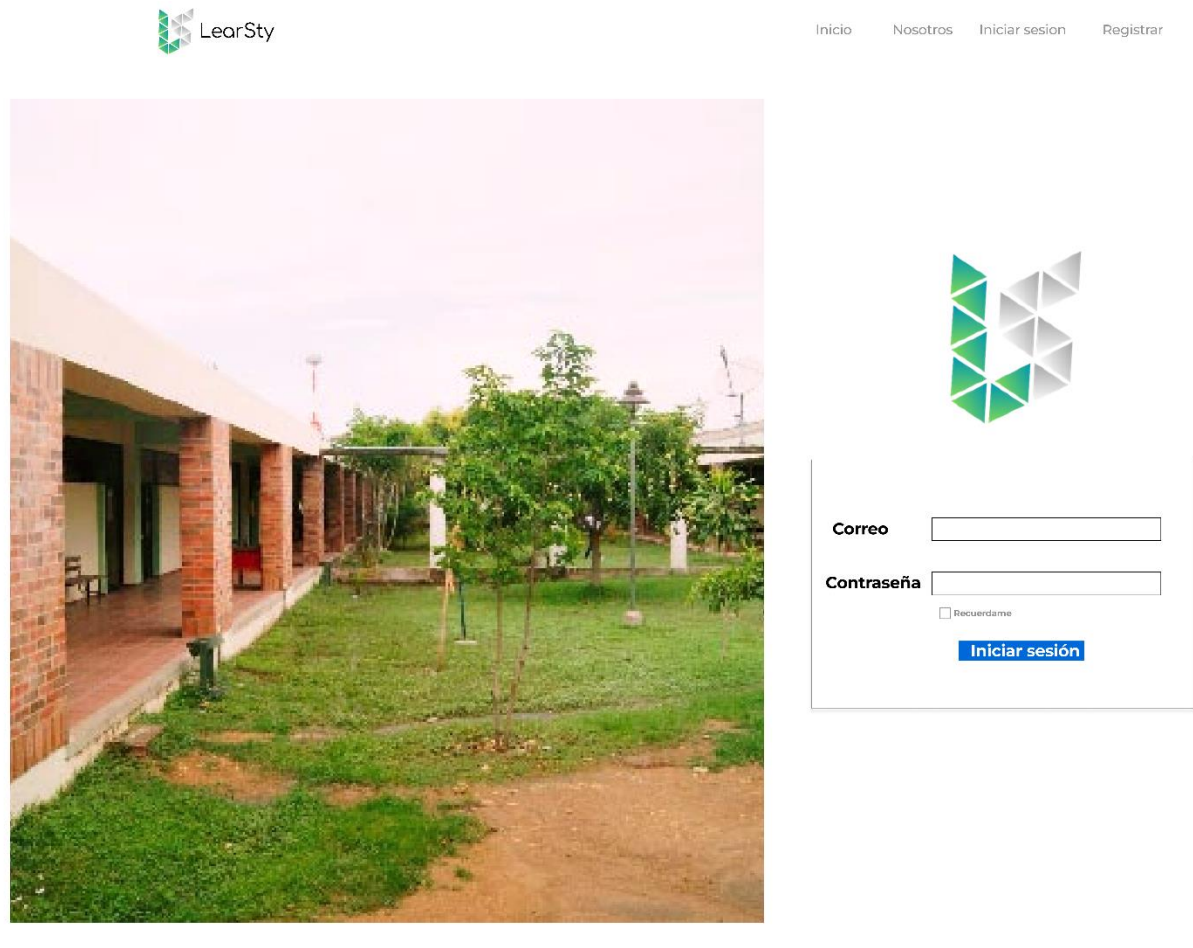 LearSty
Inicio Nosotros Iniciar sesion Registrar
Correo
Contraseña
Recuerdame
Iniciar sesión